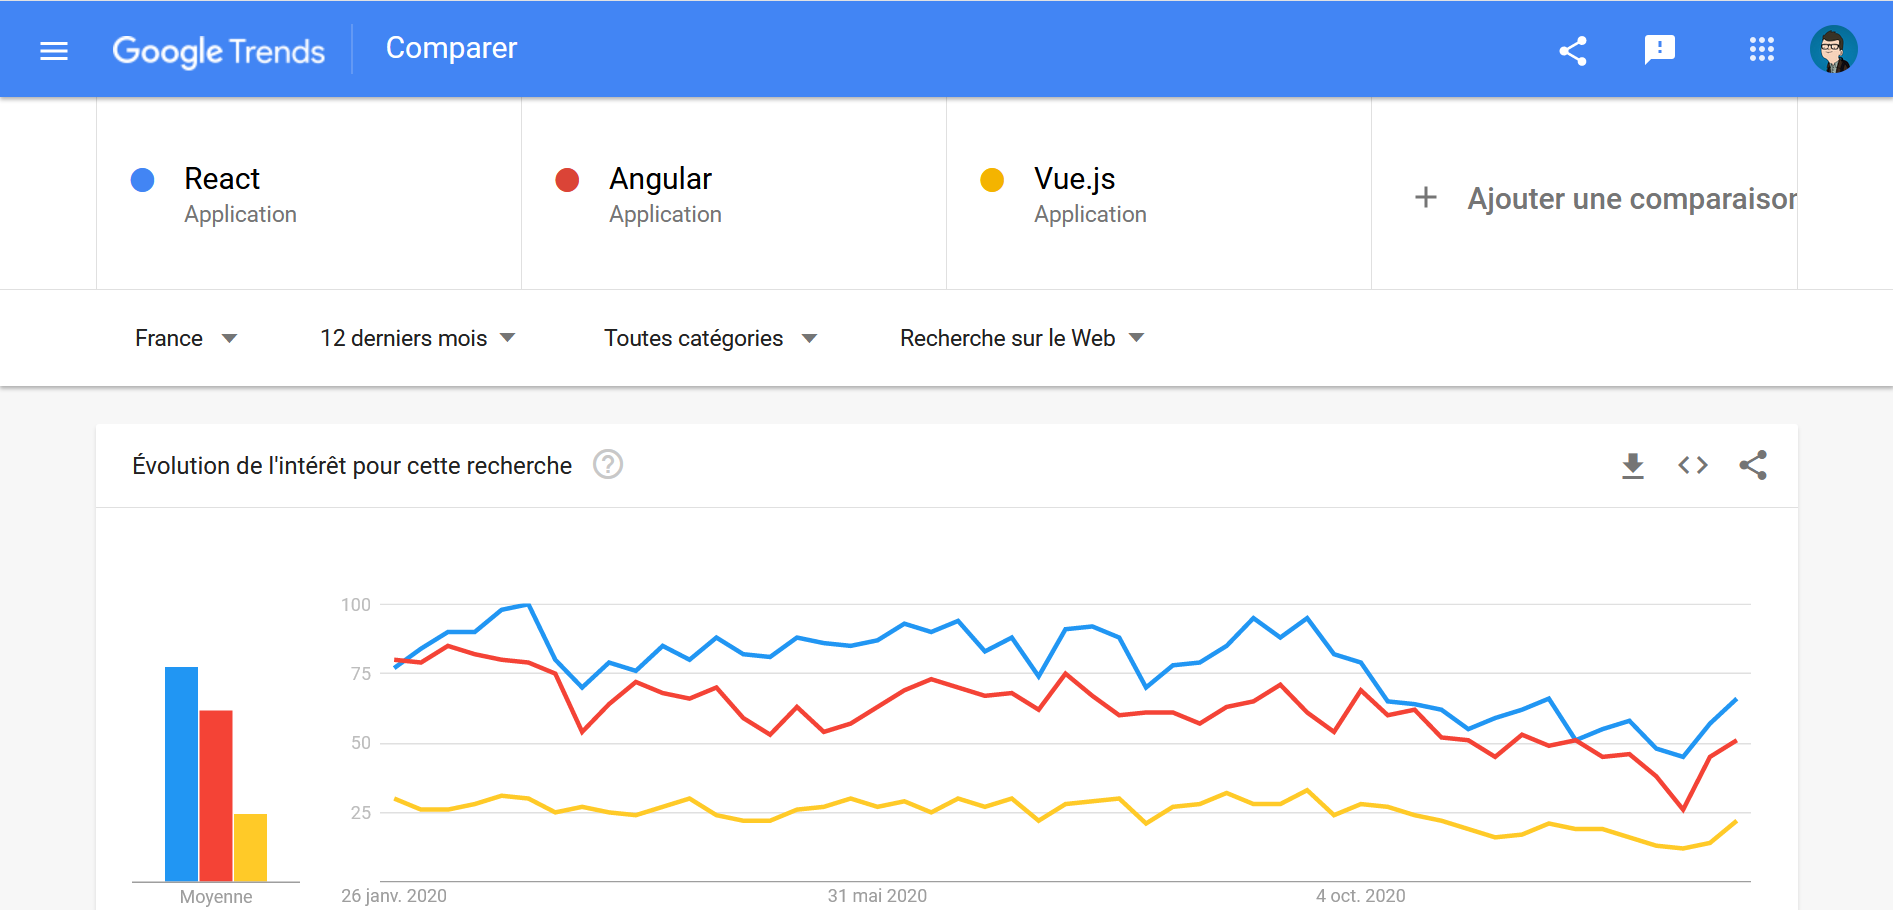 Google Trends
Comparer
React
Application
Angular
Application
Vue.js
Application
+ Ajouter une comparaison
France
12 derniers mois
Toutes catégories
Recherche sur le Web
Évolution de l'intérêt pour cette recherche
?
100
75
50
25
Moyenne
26 janv. 2020
31 mai 2020
4 oct. 2020